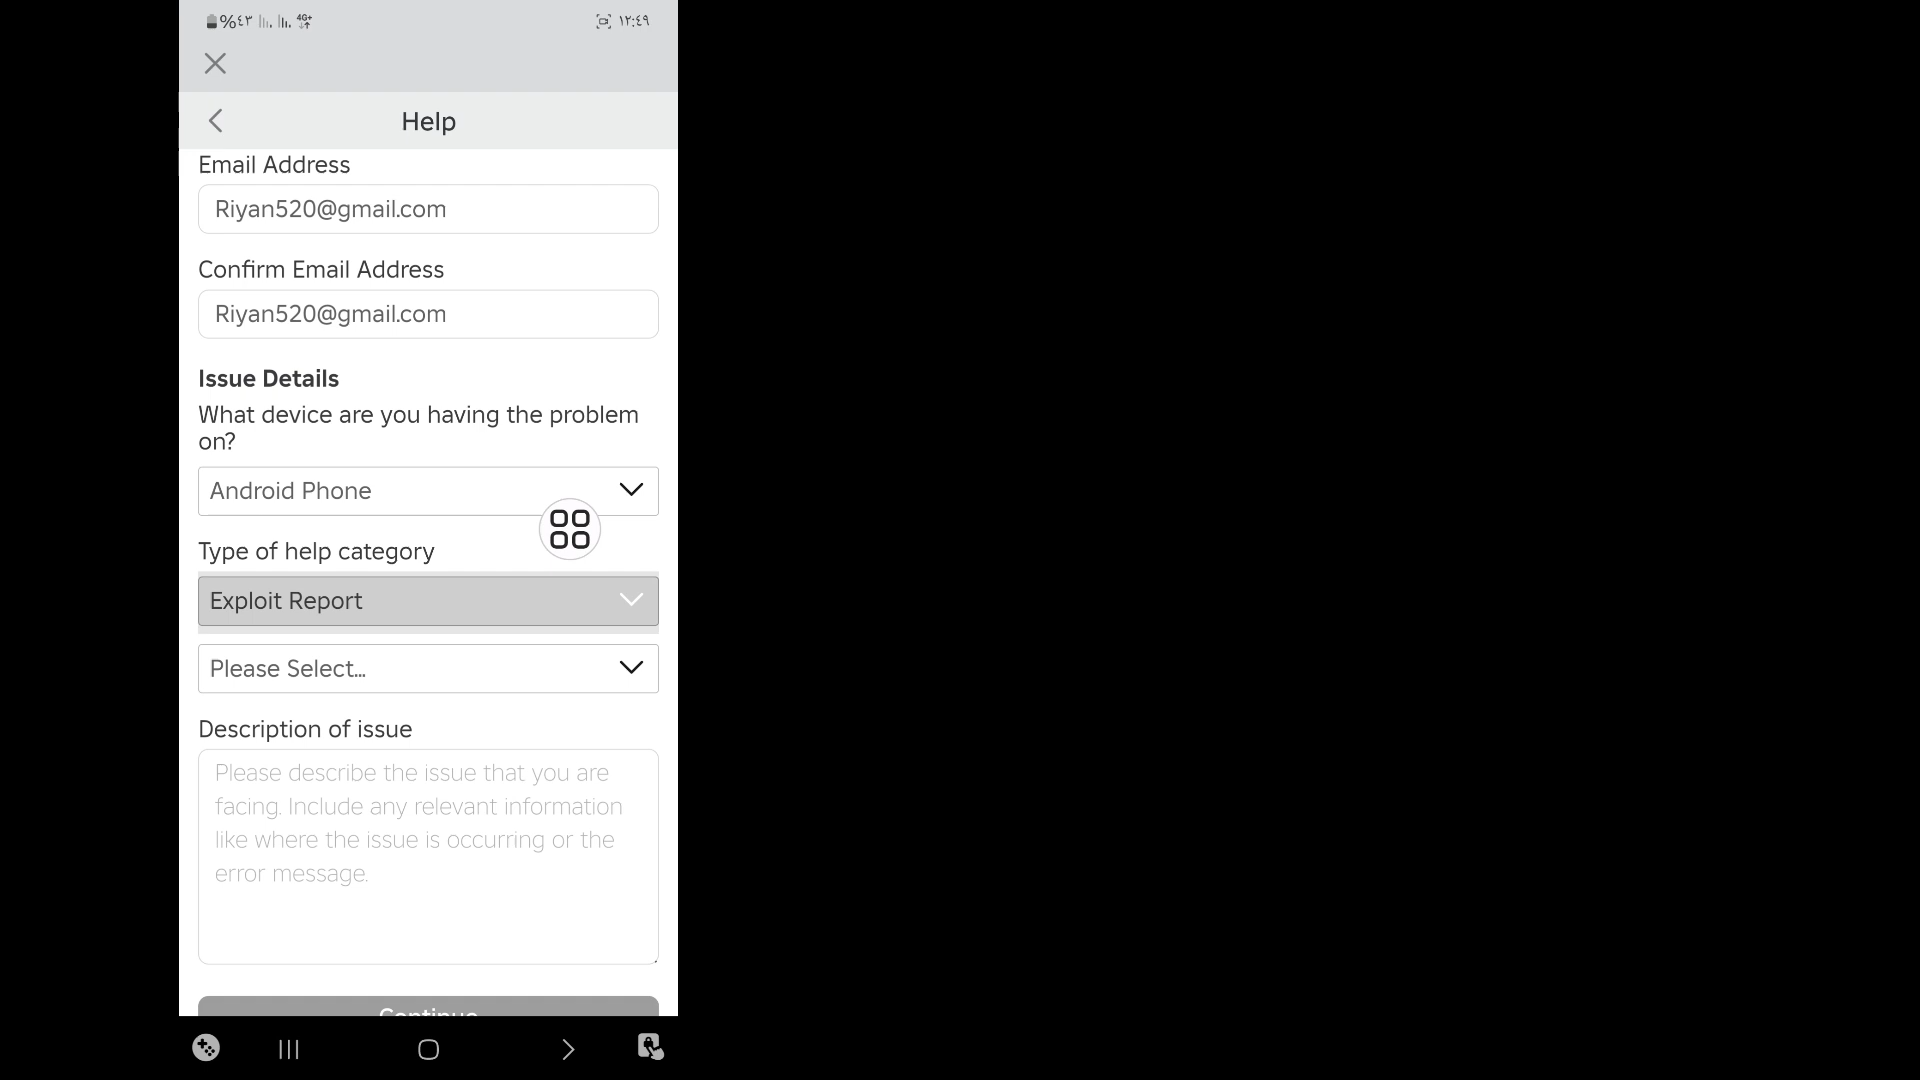 %٤٣ 4G+ ١٢:٤٩
Help
Email Address
Riyan520@gmail.com
Confirm Email Address
Riyan520@gmail.com
Issue Details
What device are you having the problem
on?
Android Phone
Type of help category
Exploit Report
Please Select...
Description of issue
Please describe the issue that you are
facing. Include any relevant information
like where the issue is occurring or the
error message.
Continue